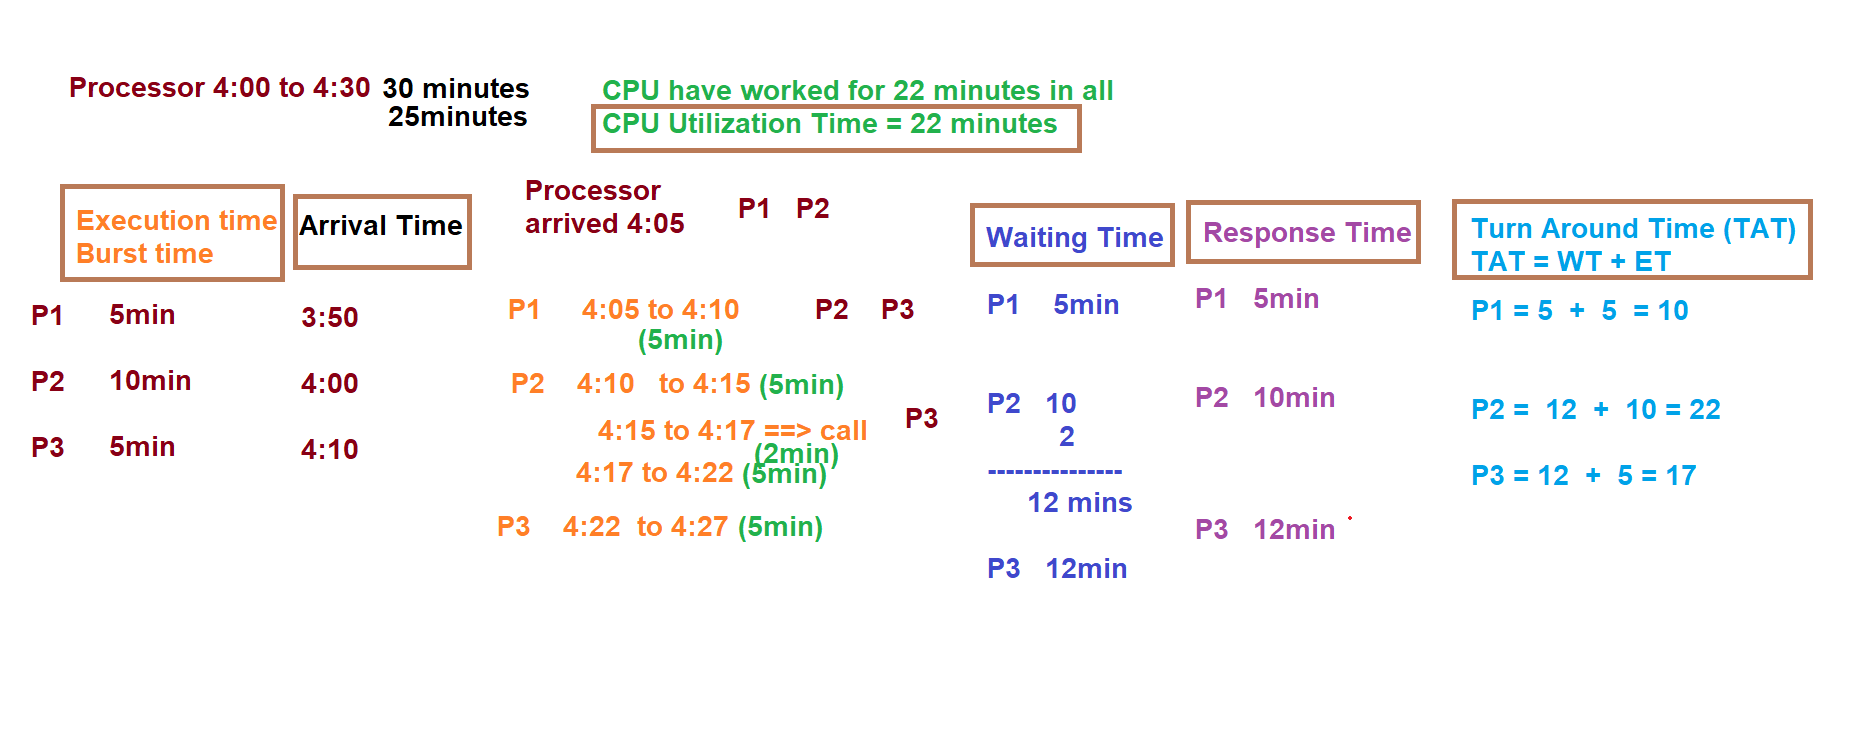 Processor 4:00 to 4:30 30 minutes
25minutes
CPU have worked for 22 minutes in all
CPU Utilization Time = 22 minutes
Execution time
Burst time
Arrival Time
Processor
arrived 4:05
P1 P2
Waiting Time
Response Time
Turn Around Time (TAT)
TAT = WT + ET
P1 5min 3:50
P2 10min 4:00
P3 5min 4:10
P1 4:05 to 4:10
(5min)
P2 P3
P2 4:10 to 4:15 (5min)
P3
4:15 to 4:17 ==> call
(2min)
4:17 to 4:22 (5min)
P3 4:22 to 4:27 (5min)
P1 5min
P2 10
2
---------------
12 mins
P3 12min
P1 5min
P2 10min
P3 12min
P1 = 5 + 5 = 10
P2 = 12 + 10 = 22
P3 = 12 + 5 = 17